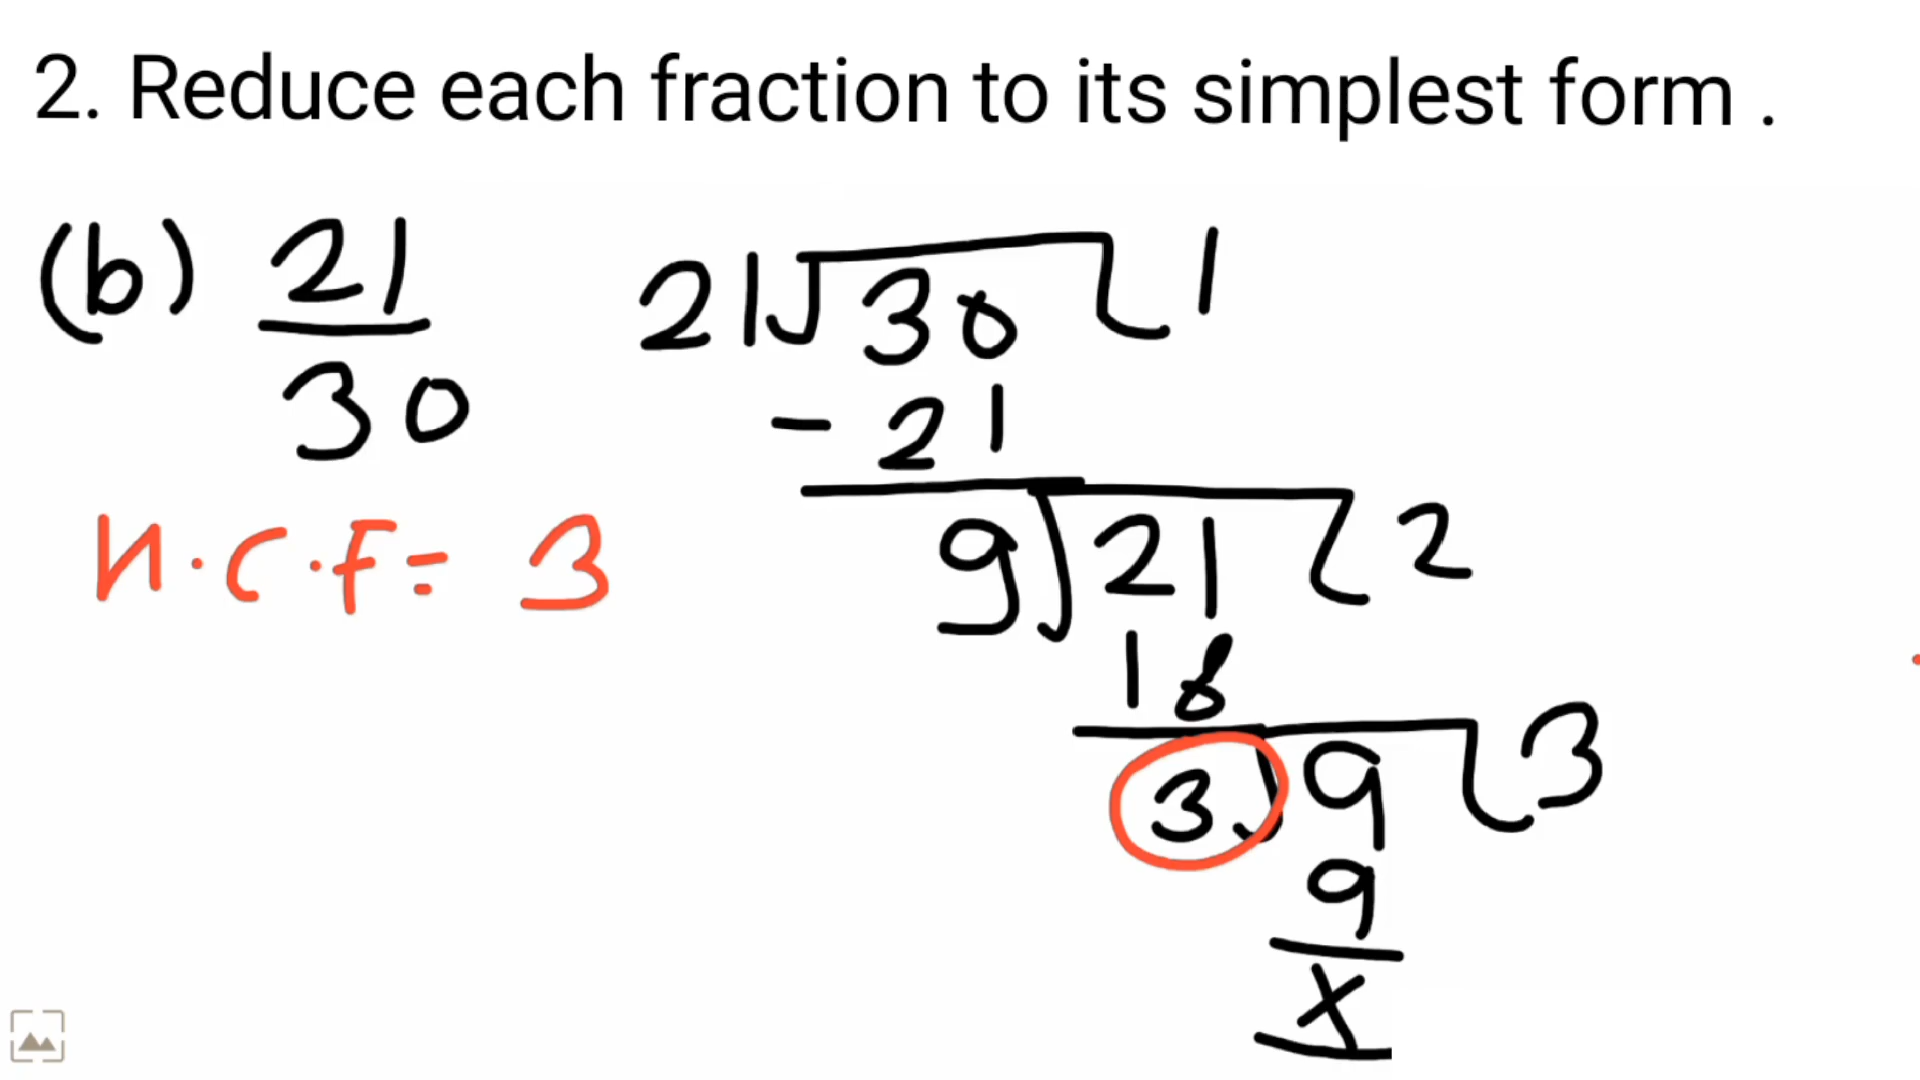 2. Reduce each fraction to its simplest form .
(b) 21
30
H.C.F = 3
21 30 1
- 21
9 21 2
18
3 9 3
9
x